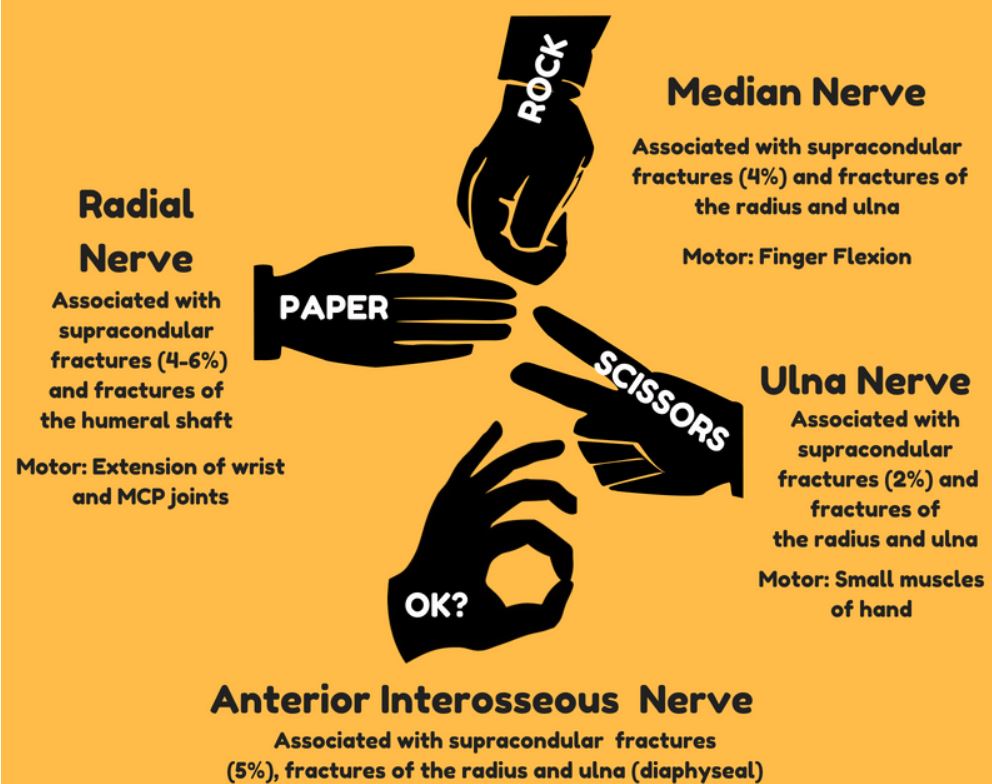 ROCK
Median Nerve
Associated with supracondular
fractures (4%) and fractures of
the radius and ulna
Motor: Finger Flexion
Radial
Nerve
Associated with
supracondular
fractures (4-6%)
and fractures of
the humeral shaft
Motor: Extension of wrist
and MCP joints
PAPER
SCISSORS
Ulna Nerve
Associated with
supracondular
fractures (2%) and
fractures of
the radius and ulna
Motor: Small muscles
of hand
OK?
Anterior Interosseous Nerve
Associated with supracondular fractures
(5%), fractures of the radius and ulna (diaphyseal)